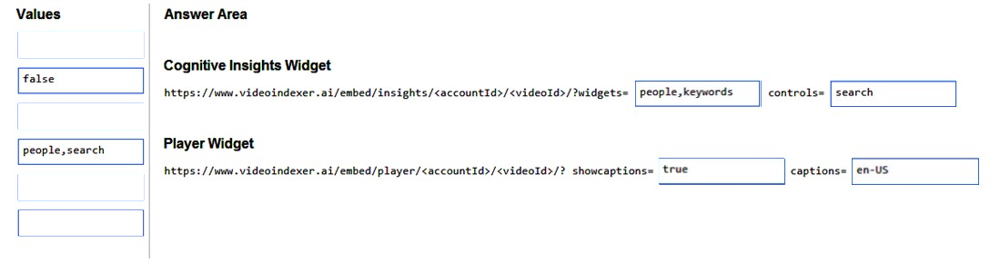 Values
Answer Area
false
people,search
Cognitive Insights Widget
https://www.videoindexer.ai/embed/insights/<accountId>/<videoId>/?widgets= people,keywords controls= search
Player Widget
https://www.videoindexer.ai/embed/player/<accountId>/<videoId>/? showcaptions= true captions= en-US